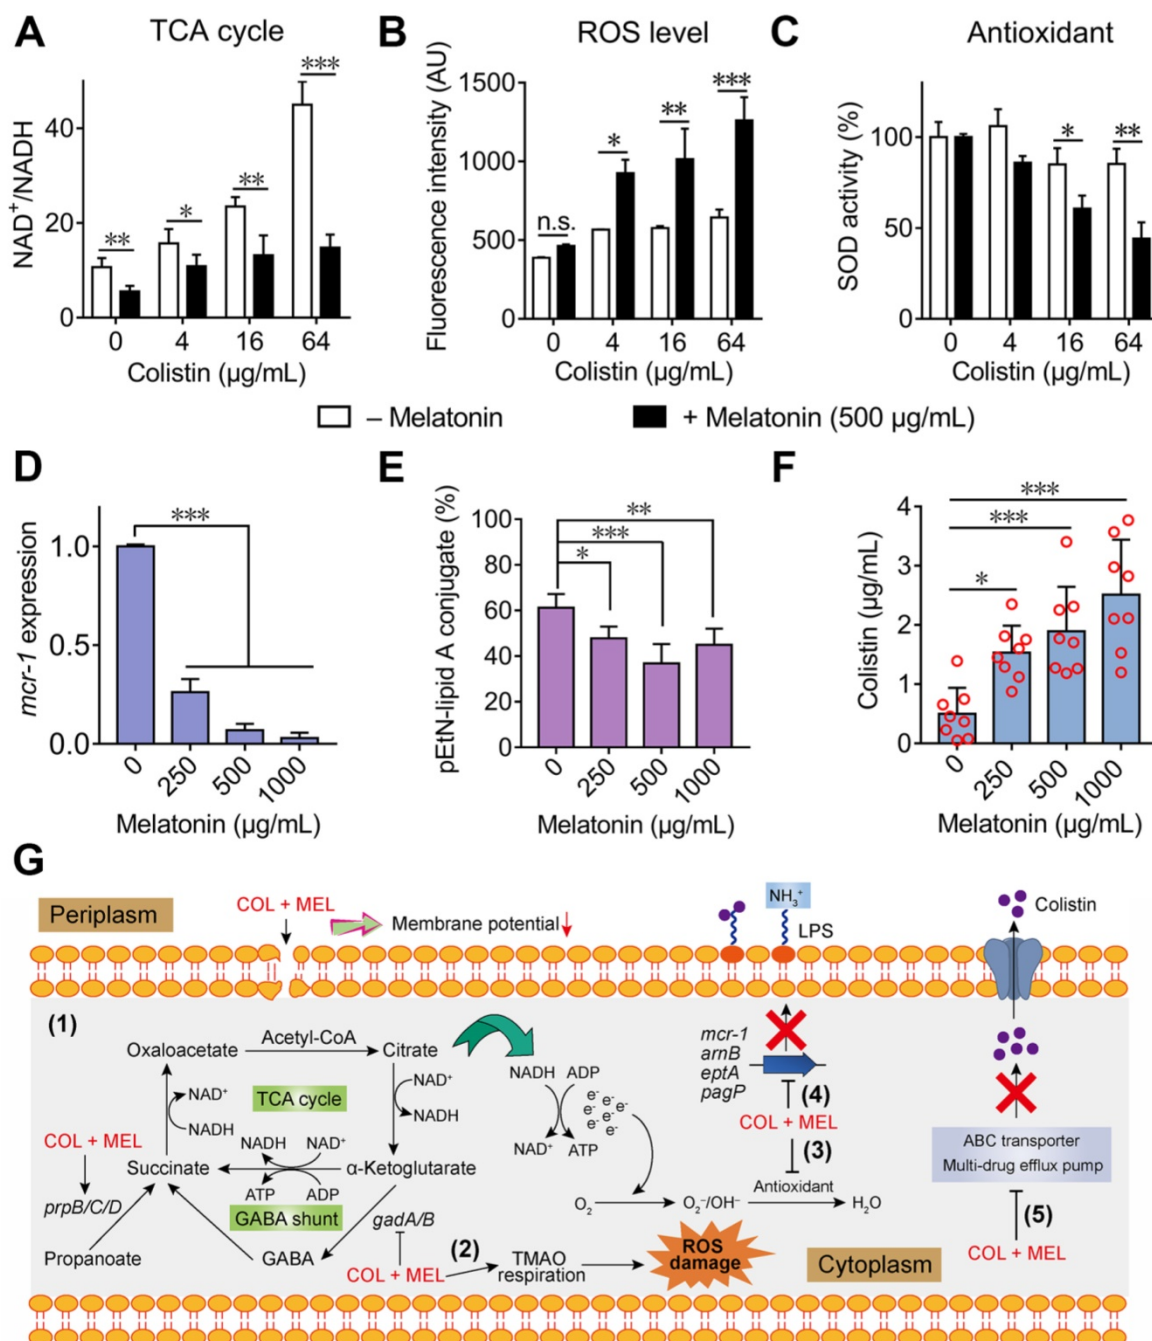 A TCA cycle
NAD⁺/NADH
40
20
0
** * ** ***
0 4 16 64
Colistin (μg/mL)
B ROS level
Fluorescence intensity (AU)
1500
1000
500
0
n.s. * ** ***
0 4 16 64
Colistin (μg/mL)
C Antioxidant
SOD activity (%)
100
50
0
* **
0 4 16 64
Colistin (μg/mL)
– Melatonin
+ Melatonin (500 μg/mL)
D
mcr-1 expression
1.0
0.5
0.0
***
0 250 500 1000
Melatonin (μg/mL)
E
pEtN-lipid A conjugate (%)
100
80
60
40
20
0
**
***
*
0 250 500 1000
Melatonin (μg/mL)
F
Colistin (μg/mL)
4
3
2
1
0
***
***
*
0 250 500 1000
Melatonin (μg/mL)
G
Periplasm
COL + MEL
Membrane potential↓
NH₃⁺
LPS
Colistin
(1)
Oxaloacetate
Acetyl-CoA
Citrate
NAD⁺
NADH
TCA cycle
NAD⁺
NADH
COL + MEL
prpB/C/D
Propanoate
Succinate
NADH
NAD⁺
ATP
ADP
α-Ketoglutarate
GABA shunt
GABA
gadA/B
COL + MEL
(2)
TMAO
respiration
NADH
ADP
NAD⁺
ATP
e⁻
e⁻ e⁻ e⁻
e⁻ e⁻
e⁻
O₂
O₂⁻/OH⁻
Antioxidant
H₂O
ROS
damage
mcr-1
arnB
eptA
pagP
(4)
COL + MEL
(3)
ABC transporter
Multi-drug efflux pump
(5)
COL + MEL
Cytoplasm